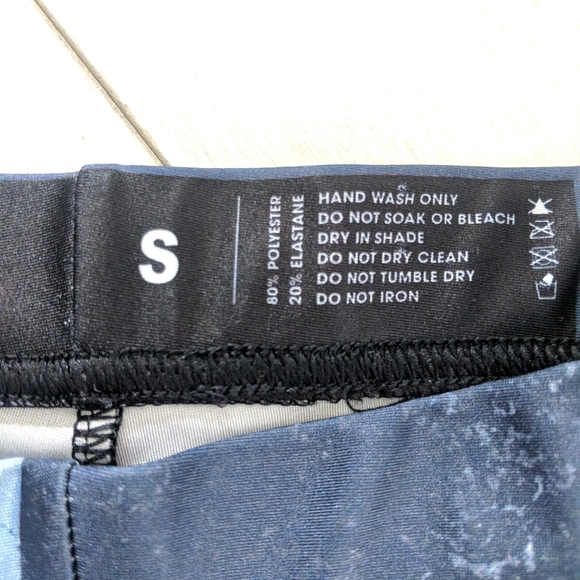 S
80% POLYESTER
20% ELASTANE
HAND WASH ONLY
DO NOT SOAK OR BLEACH
DRY IN SHADE
DO NOT DRY CLEAN
DO NOT TUMBLE DRY
DO NOT IRON